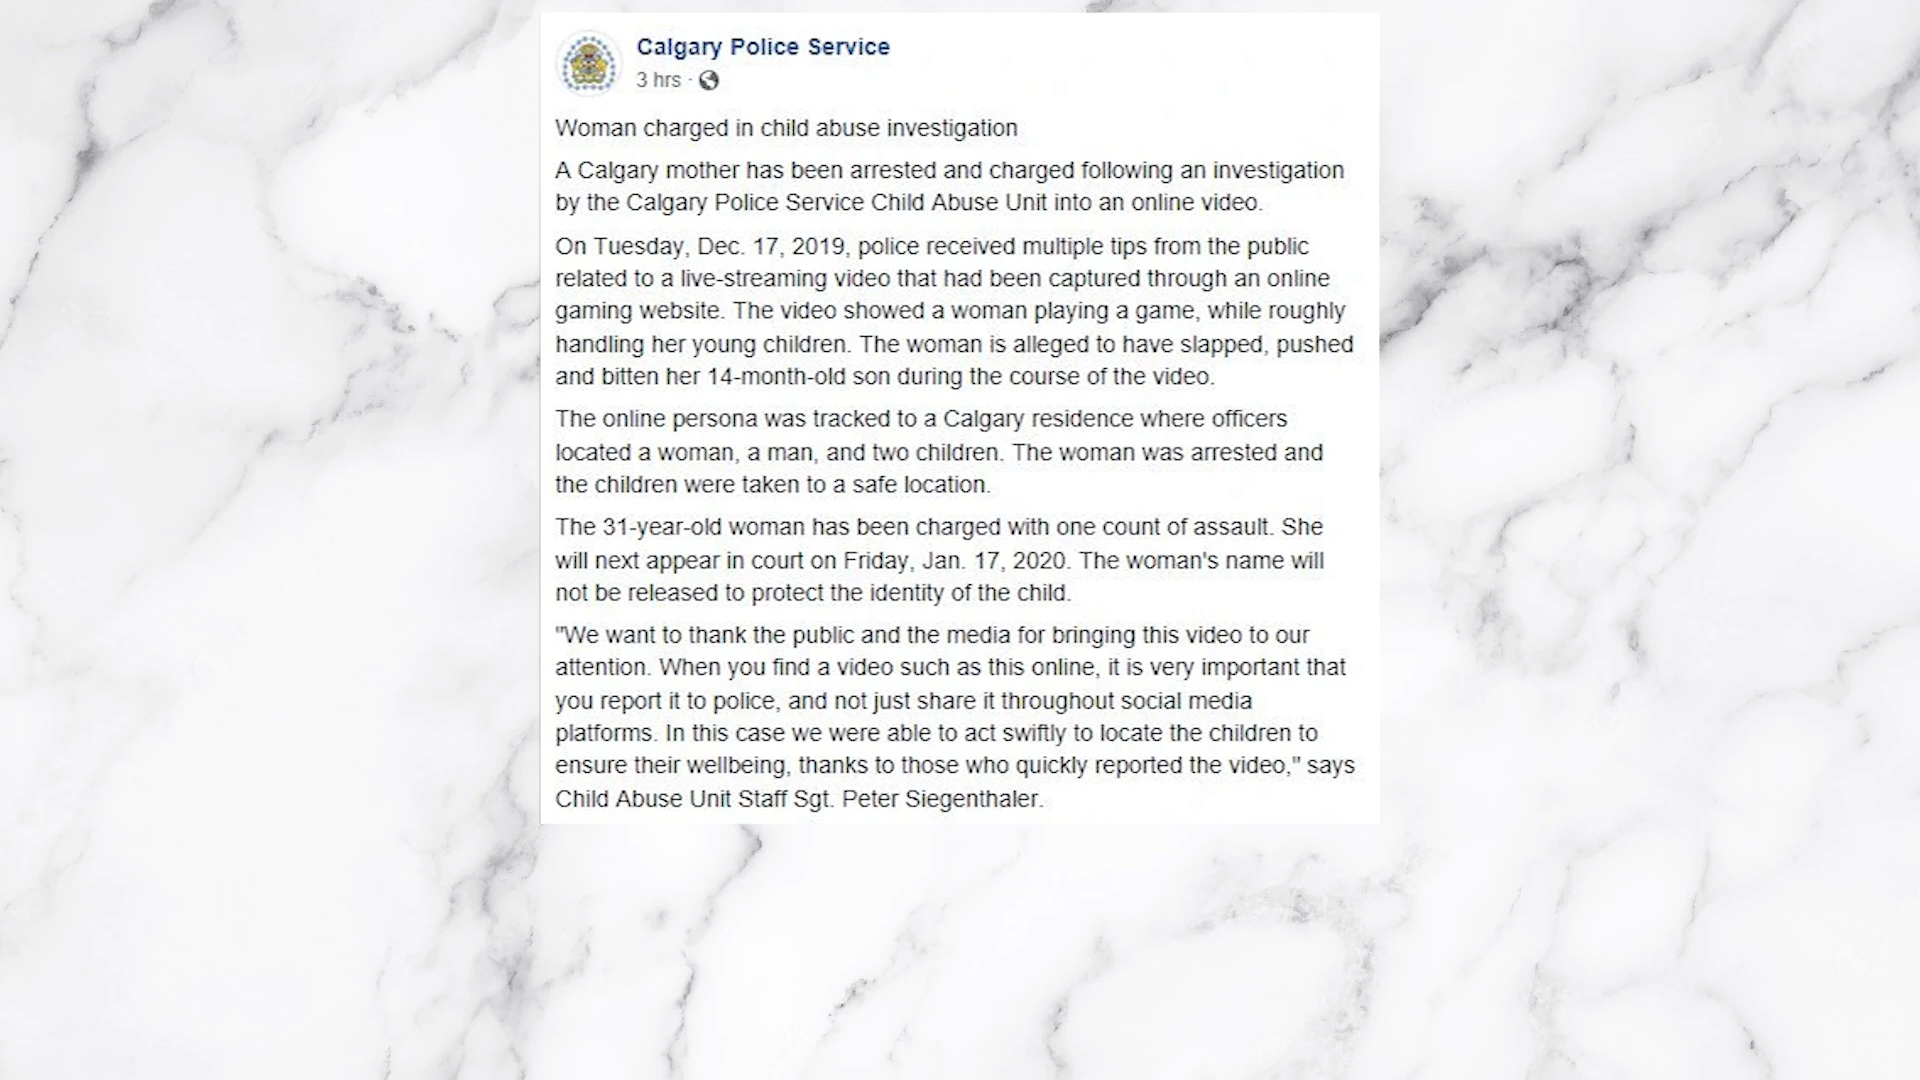 Calgary Police Service
3 hrs ·
Woman charged in child abuse investigation
A Calgary mother has been arrested and charged following an investigation
by the Calgary Police Service Child Abuse Unit into an online video.
On Tuesday, Dec. 17, 2019, police received multiple tips from the public
related to a live-streaming video that had been captured through an online
gaming website. The video showed a woman playing a game, while roughly
handling her young children. The woman is alleged to have slapped, pushed
and bitten her 14-month-old son during the course of the video.
The online persona was tracked to a Calgary residence where officers
located a woman, a man, and two children. The woman was arrested and
the children were taken to a safe location.
The 31-year-old woman has been charged with one count of assault. She
will next appear in court on Friday, Jan. 17, 2020. The woman's name will
not be released to protect the identity of the child.
"We want to thank the public and the media for bringing this video to our
attention. When you find a video such as this online, it is very important that
you report it to police, and not just share it throughout social media
platforms. In this case we were able to act swiftly to locate the children to
ensure their wellbeing, thanks to those who quickly reported the video," says
Child Abuse Unit Staff Sgt. Peter Siegenthaler.